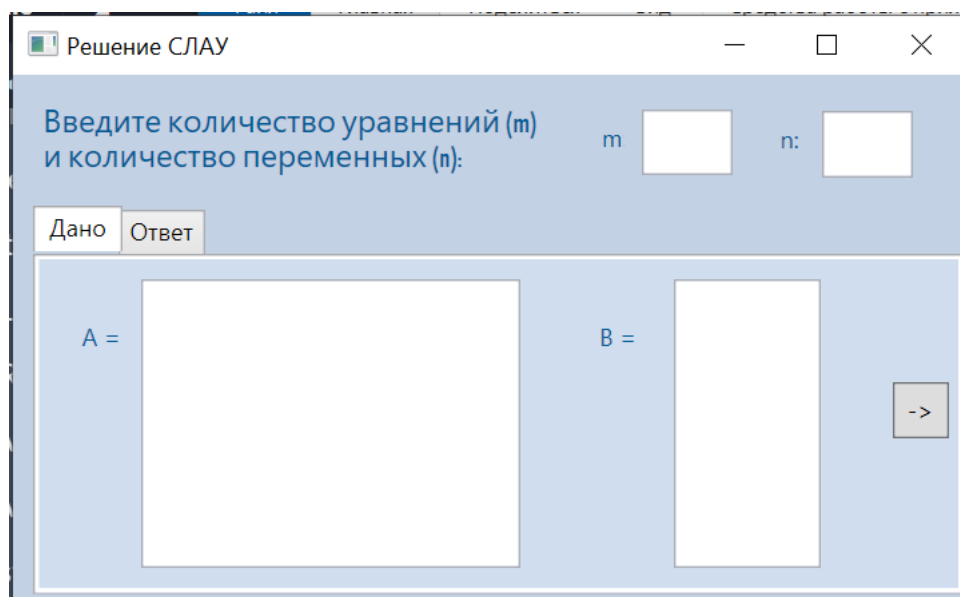 Решение СЛАУ
Введите количество уравнений (m)
и количество переменных (n):
m
n:
Дано
Ответ
A =
B =
->